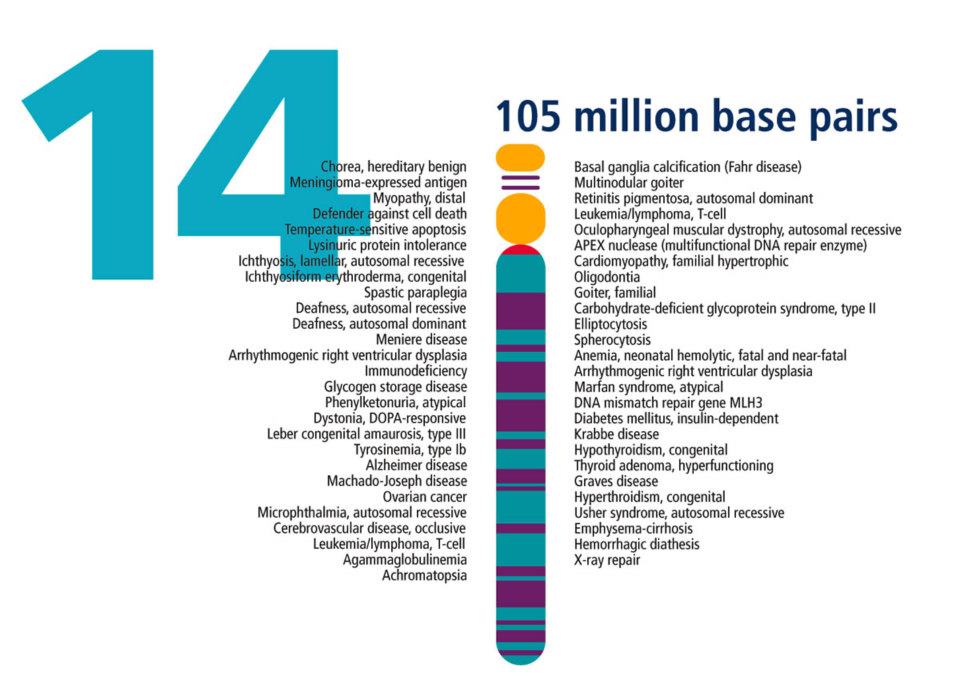 14
105 million base pairs
Chorea, hereditary benign
Meningioma-expressed antigen
Myopathy, distal
Defender against cell death
Temperature-sensitive apoptosis
Lysinuric protein intolerance
Ichthyosis, lamellar, autosomal recessive
Ichthyosiform erythroderma, congenital
Spastic paraplegia
Deafness, autosomal recessive
Deafness, autosomal dominant
Meniere disease
Arrhythmogenic right ventricular dysplasia
Immunodeficiency
Glycogen storage disease
Phenylketonuria, atypical
Dystonia, DOPA-responsive
Leber congenital amaurosis, type III
Tyrosinemia, type Ib
Alzheimer disease
Machado-Joseph disease
Ovarian cancer
Microphthalmia, autosomal recessive
Cerebrovascular disease, occlusive
Leukemia/lymphoma, T-cell
Agammaglobulinemia
Achromatopsia
Basal ganglia calcification (Fahr disease)
Multinodular goiter
Retinitis pigmentosa, autosomal dominant
Leukemia/lymphoma, T-cell
Oculopharyngeal muscular dystrophy, autosomal recessive
APEX nuclease (multifunctional DNA repair enzyme)
Cardiomyopathy, familial hypertrophic
Oligodontia
Goiter, familial
Carbohydrate-deficient glycoprotein syndrome, type II
Elliptocytosis
Spherocytosis
Anemia, neonatal hemolytic, fatal and near-fatal
Arrhythmogenic right ventricular dysplasia
Marfan syndrome, atypical
DNA mismatch repair gene MLH3
Diabetes mellitus, insulin-dependent
Krabbe disease
Hypothyroidism, congenital
Thyroid adenoma, hyperfunctioning
Graves disease
Hyperthroidism, congenital
Usher syndrome, autosomal recessive
Emphysema-cirrhosis
Hemorrhagic diathesis
X-ray repair